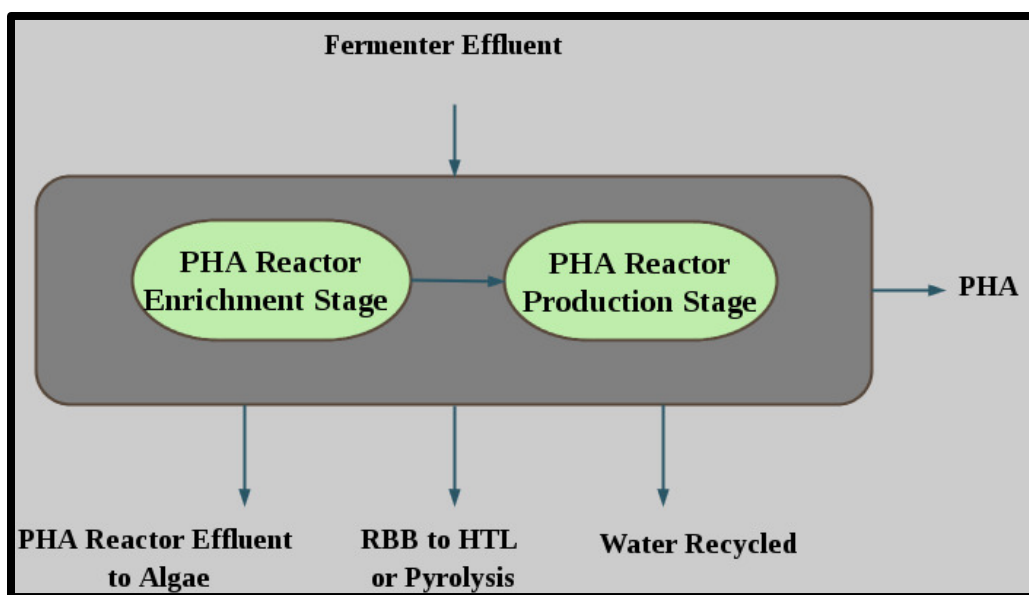 Fermenter Effluent
PHA Reactor
Enrichment Stage
PHA Reactor
Production Stage
PHA
PHA Reactor Effluent
to Algae
RBB to HTL
or Pyrolysis
Water Recycled